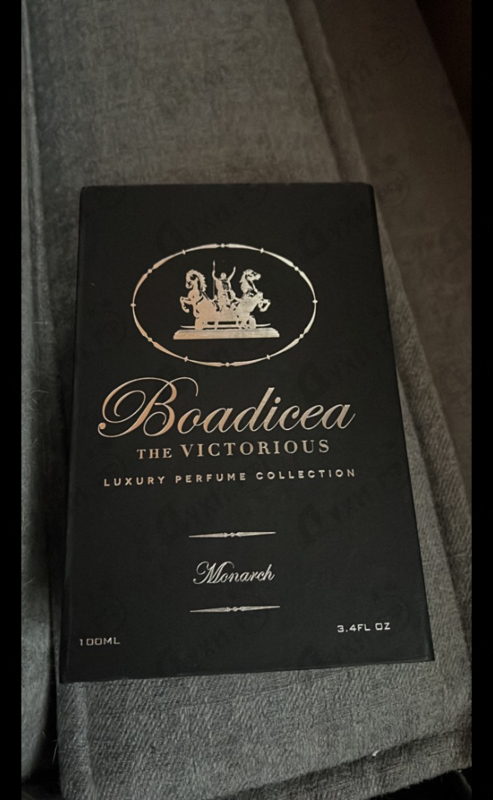 Boadicea
THE VICTORIOUS
LUXURY PERFUME COLLECTION
Monarch
100ML
3.4FL OZ